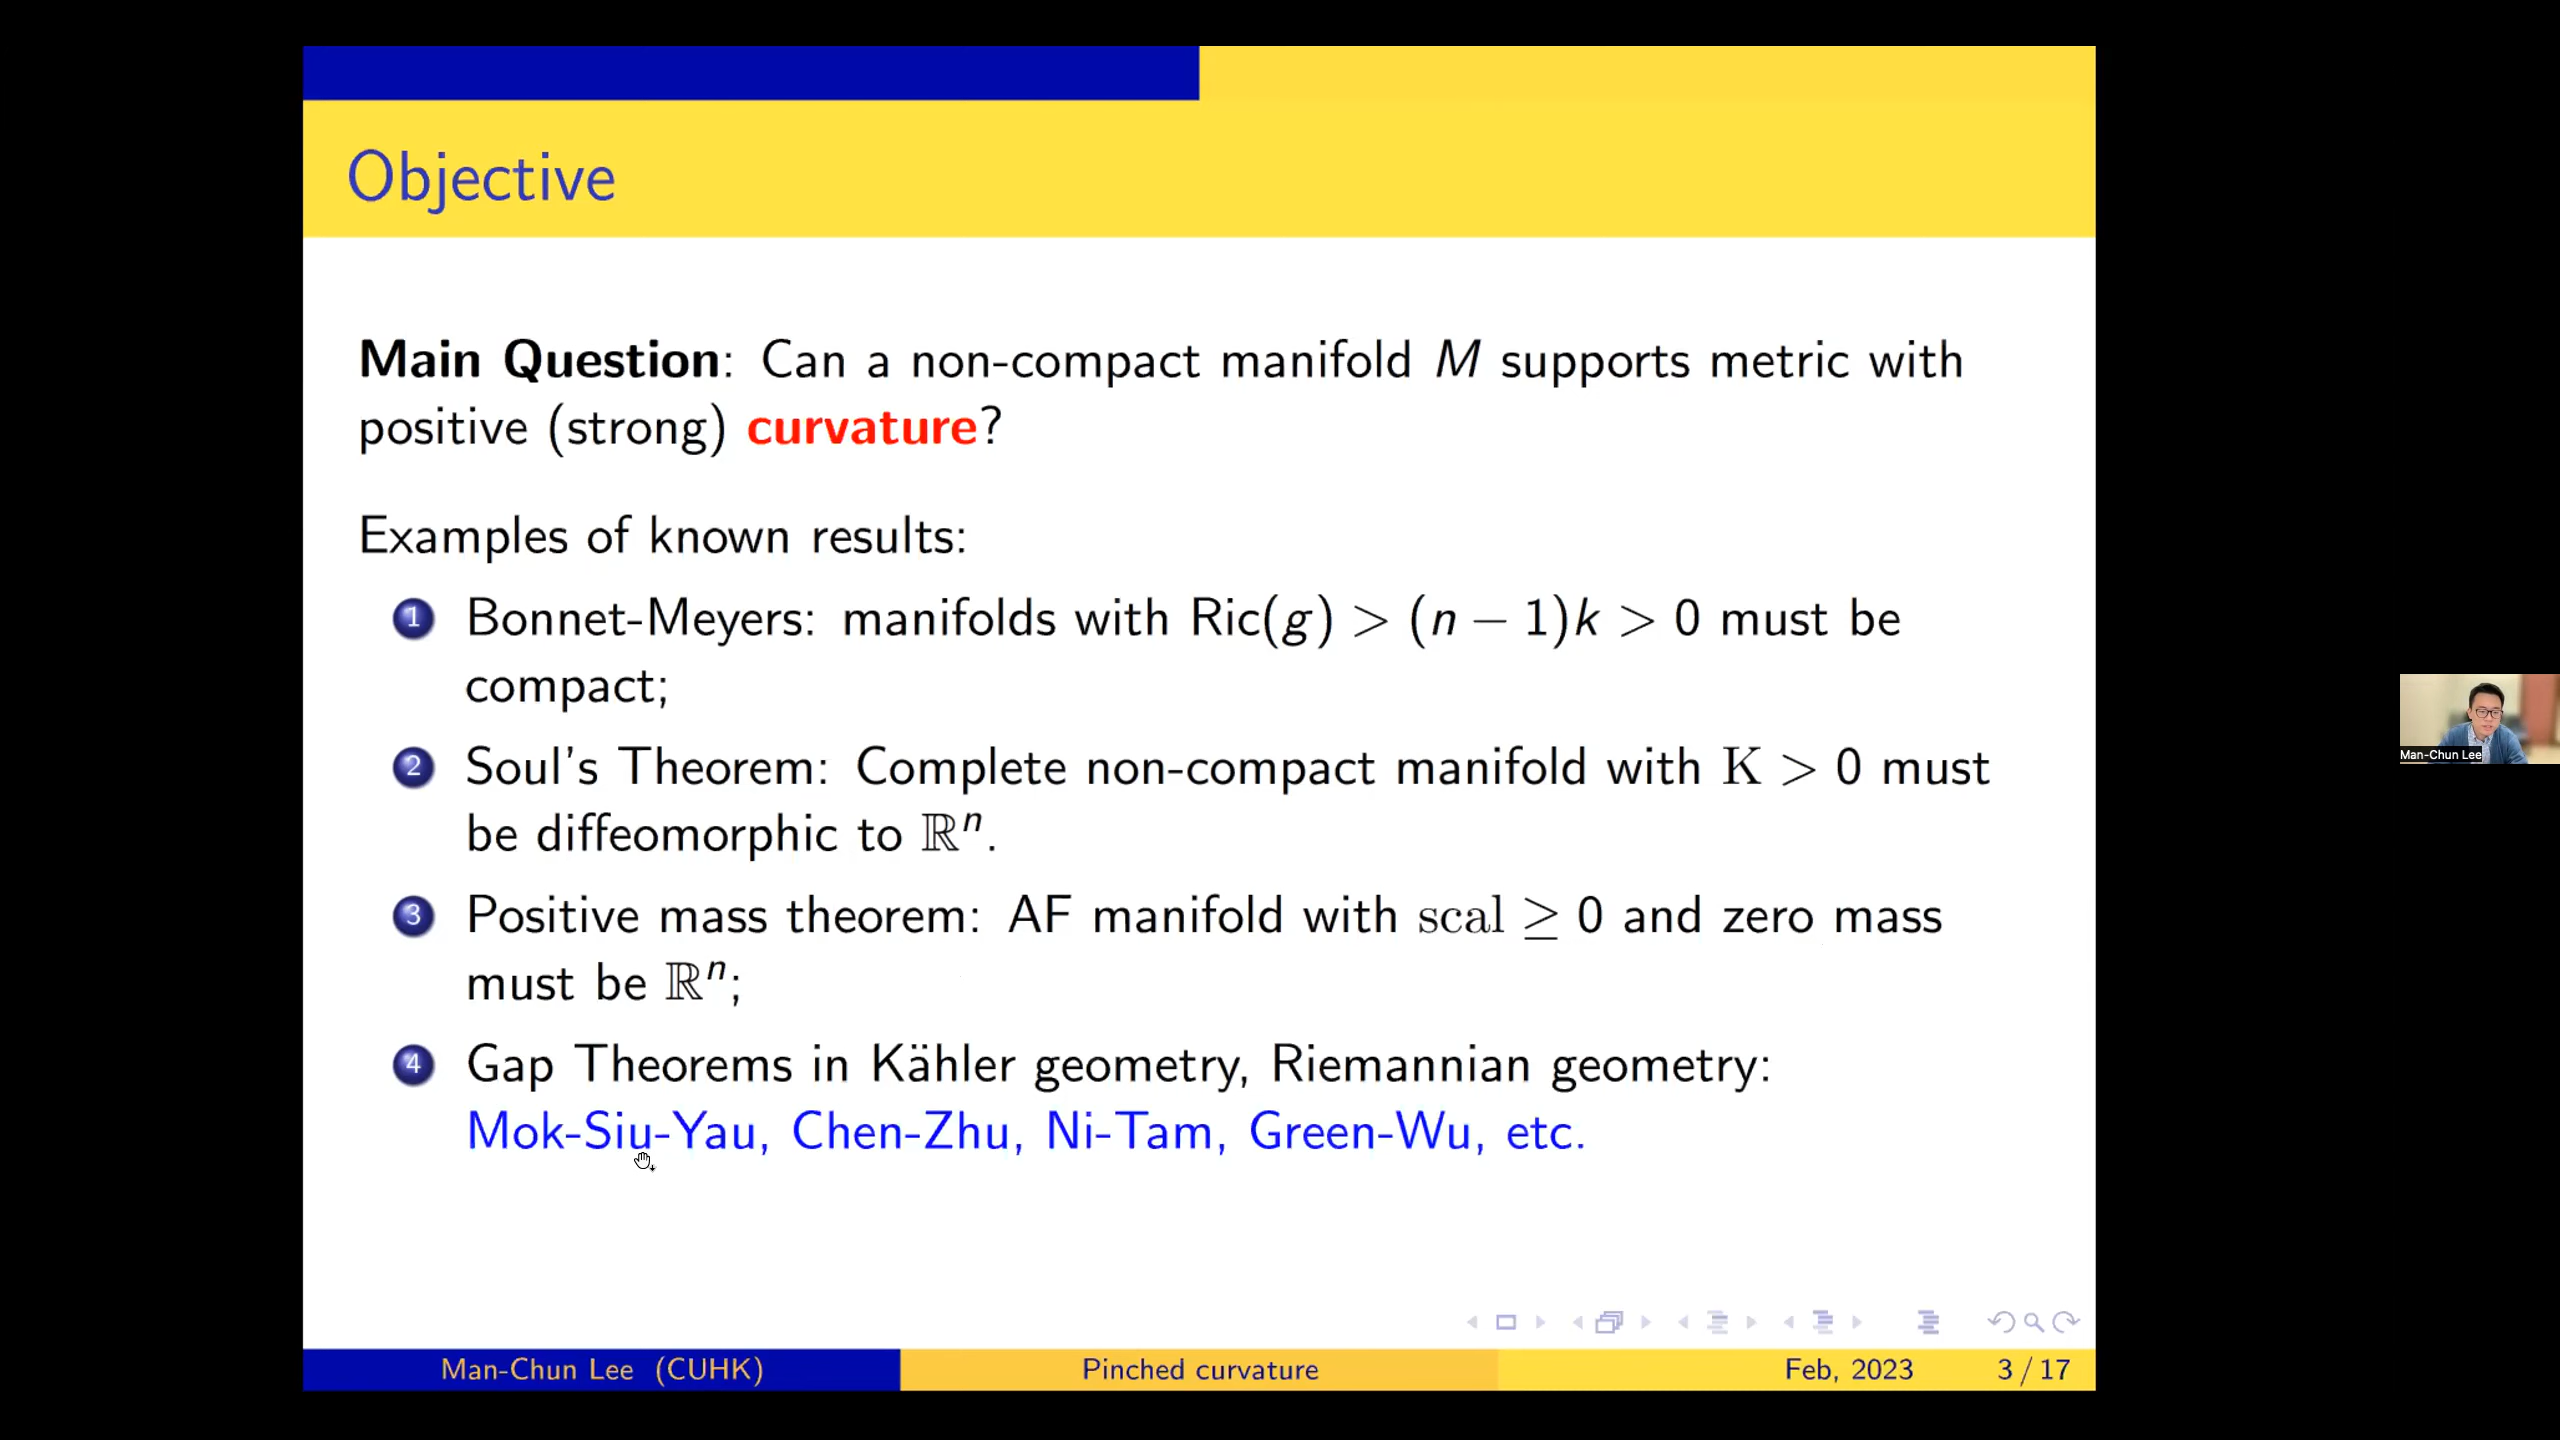 Objective
Main Question: Can a non-compact manifold M supports metric with
positive (strong) curvature?
Examples of known results:
1 Bonnet-Meyers: manifolds with Ric(g) > (n − 1)k > 0 must be
compact;
2 Soul's Theorem: Complete non-compact manifold with K > 0 must
be diffeomorphic to ℝⁿ.
3 Positive mass theorem: AF manifold with scal ≥ 0 and zero mass
must be ℝⁿ;
4 Gap Theorems in Kähler geometry, Riemannian geometry:
Mok-Siu-Yau, Chen-Zhu, Ni-Tam, Green-Wu, etc.
Man-Chun Lee (CUHK) Pinched curvature Feb, 2023 3 / 17
Man-Chun Lee